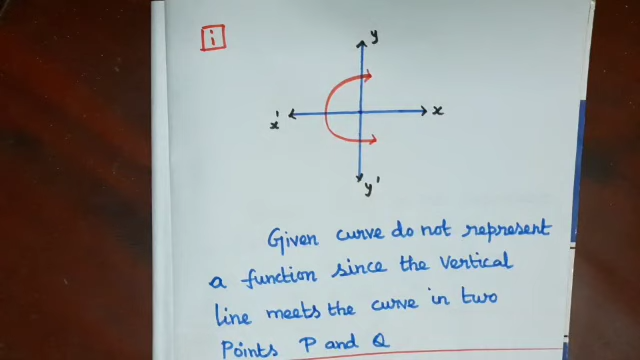 i
y
x' x
y'
Given curve do not represent
a function since the vertical
line meets the curve in two
Points P and Q